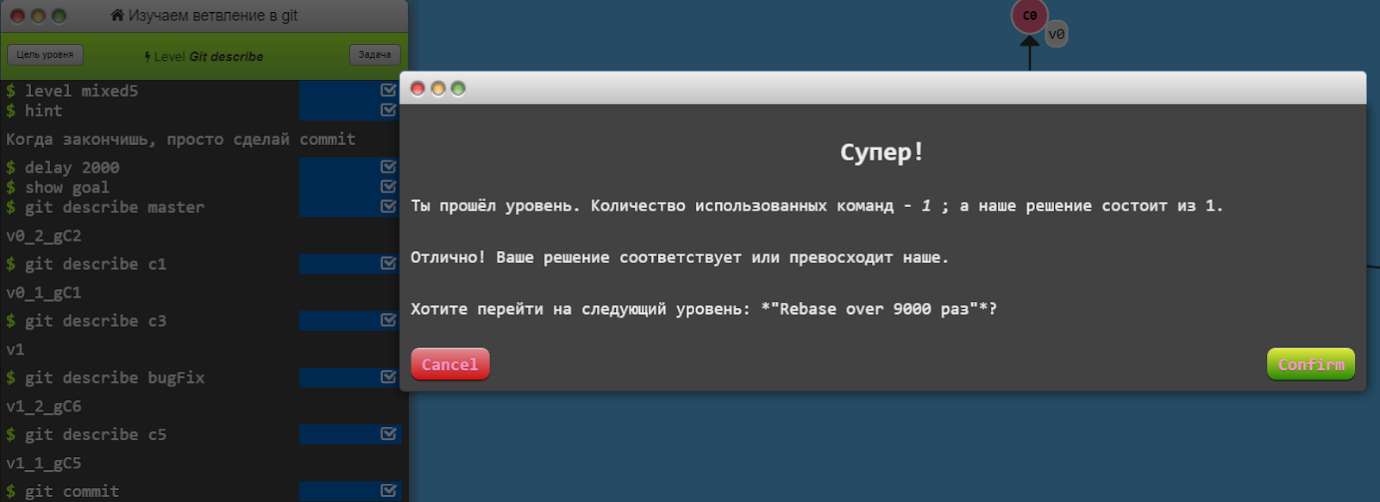 Изучаем ветвление в git
Цель уровня
Level Git describe
Задача
$ level mixed5
$ hint
Когда закончишь, просто сделай commit
$ delay 2000
$ show goal
$ git describe master
v0_2_gC2
$ git describe c1
v0_1_gC1
$ git describe c3
v1
$ git describe bugFix
v1_2_gC6
$ git describe c5
v1_1_gC5
$ git commit
C0
v0
Супер!
Ты прошёл уровень. Количество использованных команд - 1 ; а наше решение состоит из 1.
Отлично! Ваше решение соответствует или превосходит наше.
Хотите перейти на следующий уровень: *"Rebase over 9000 раз"*?
Cancel
Confirm